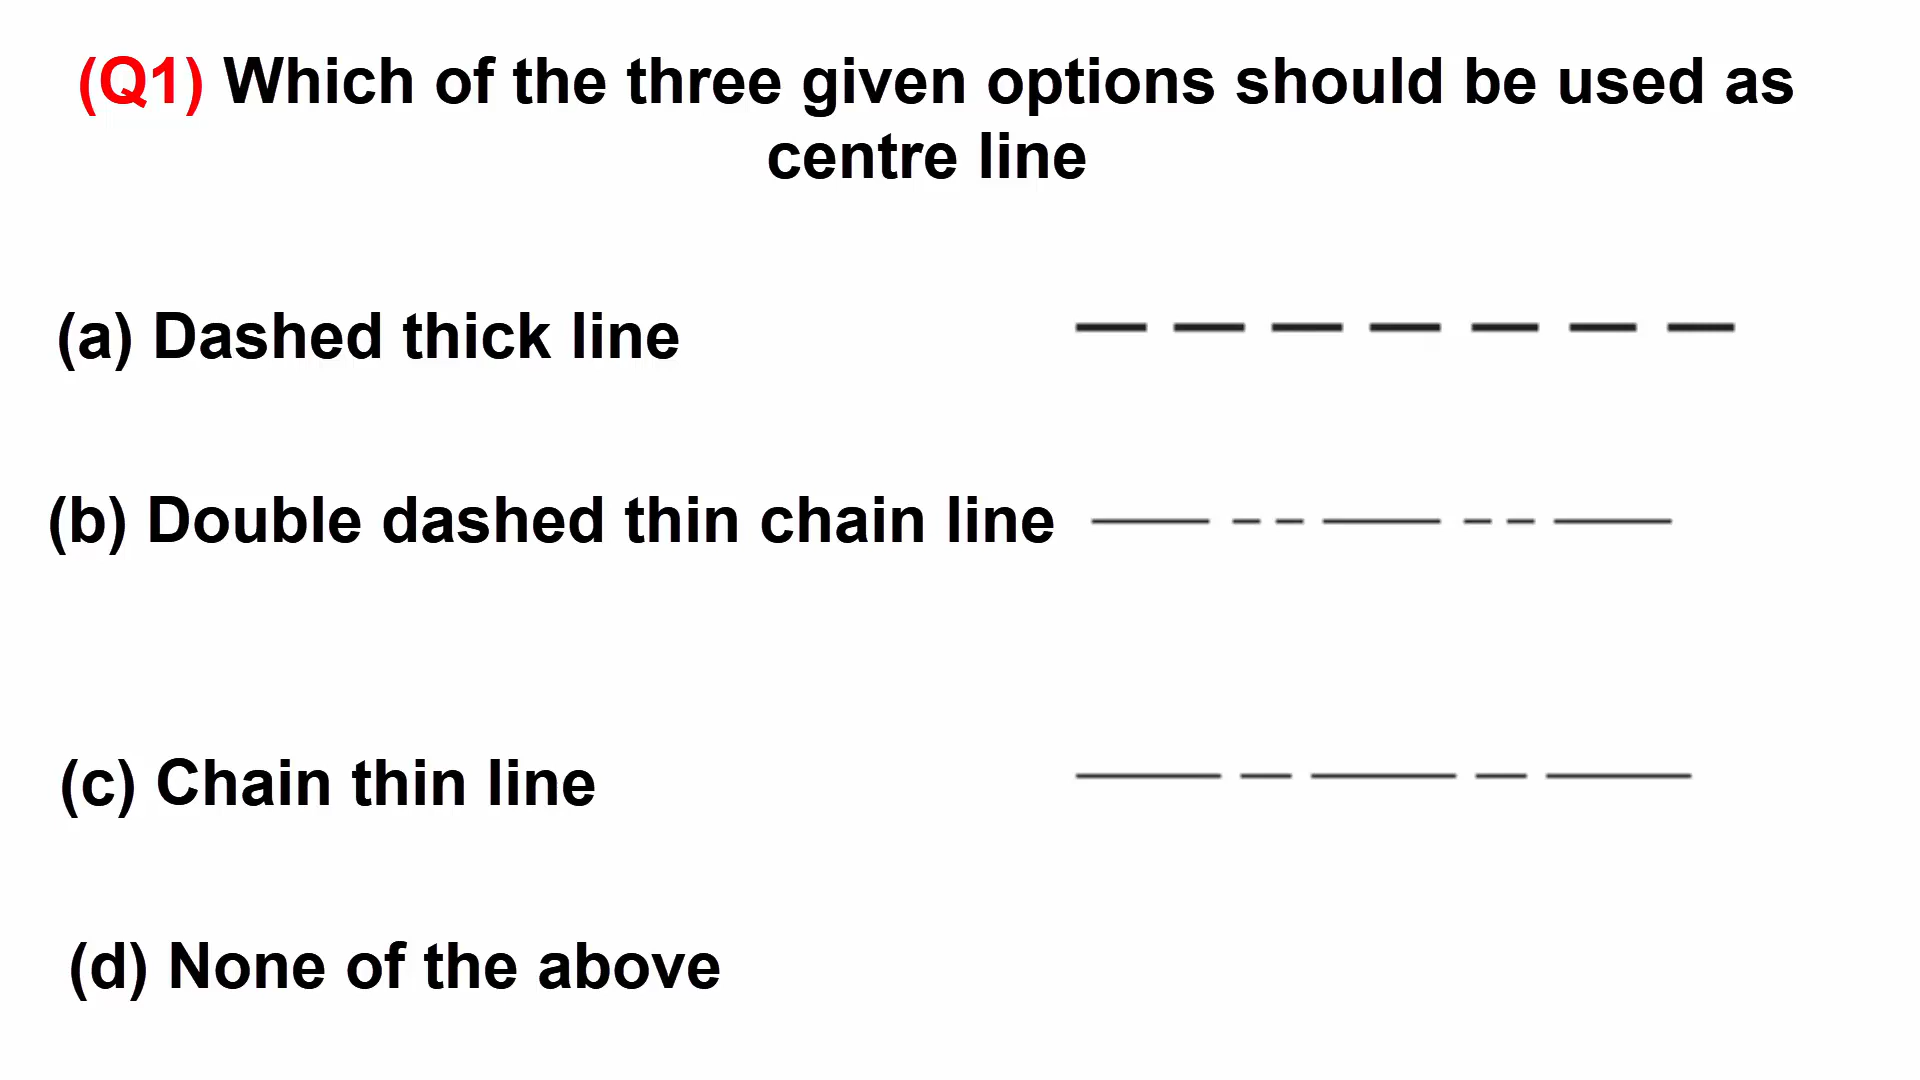 (Q1) Which of the three given options should be used as
centre line
(a) Dashed thick line
(b) Double dashed thin chain line
(c) Chain thin line
(d) None of the above